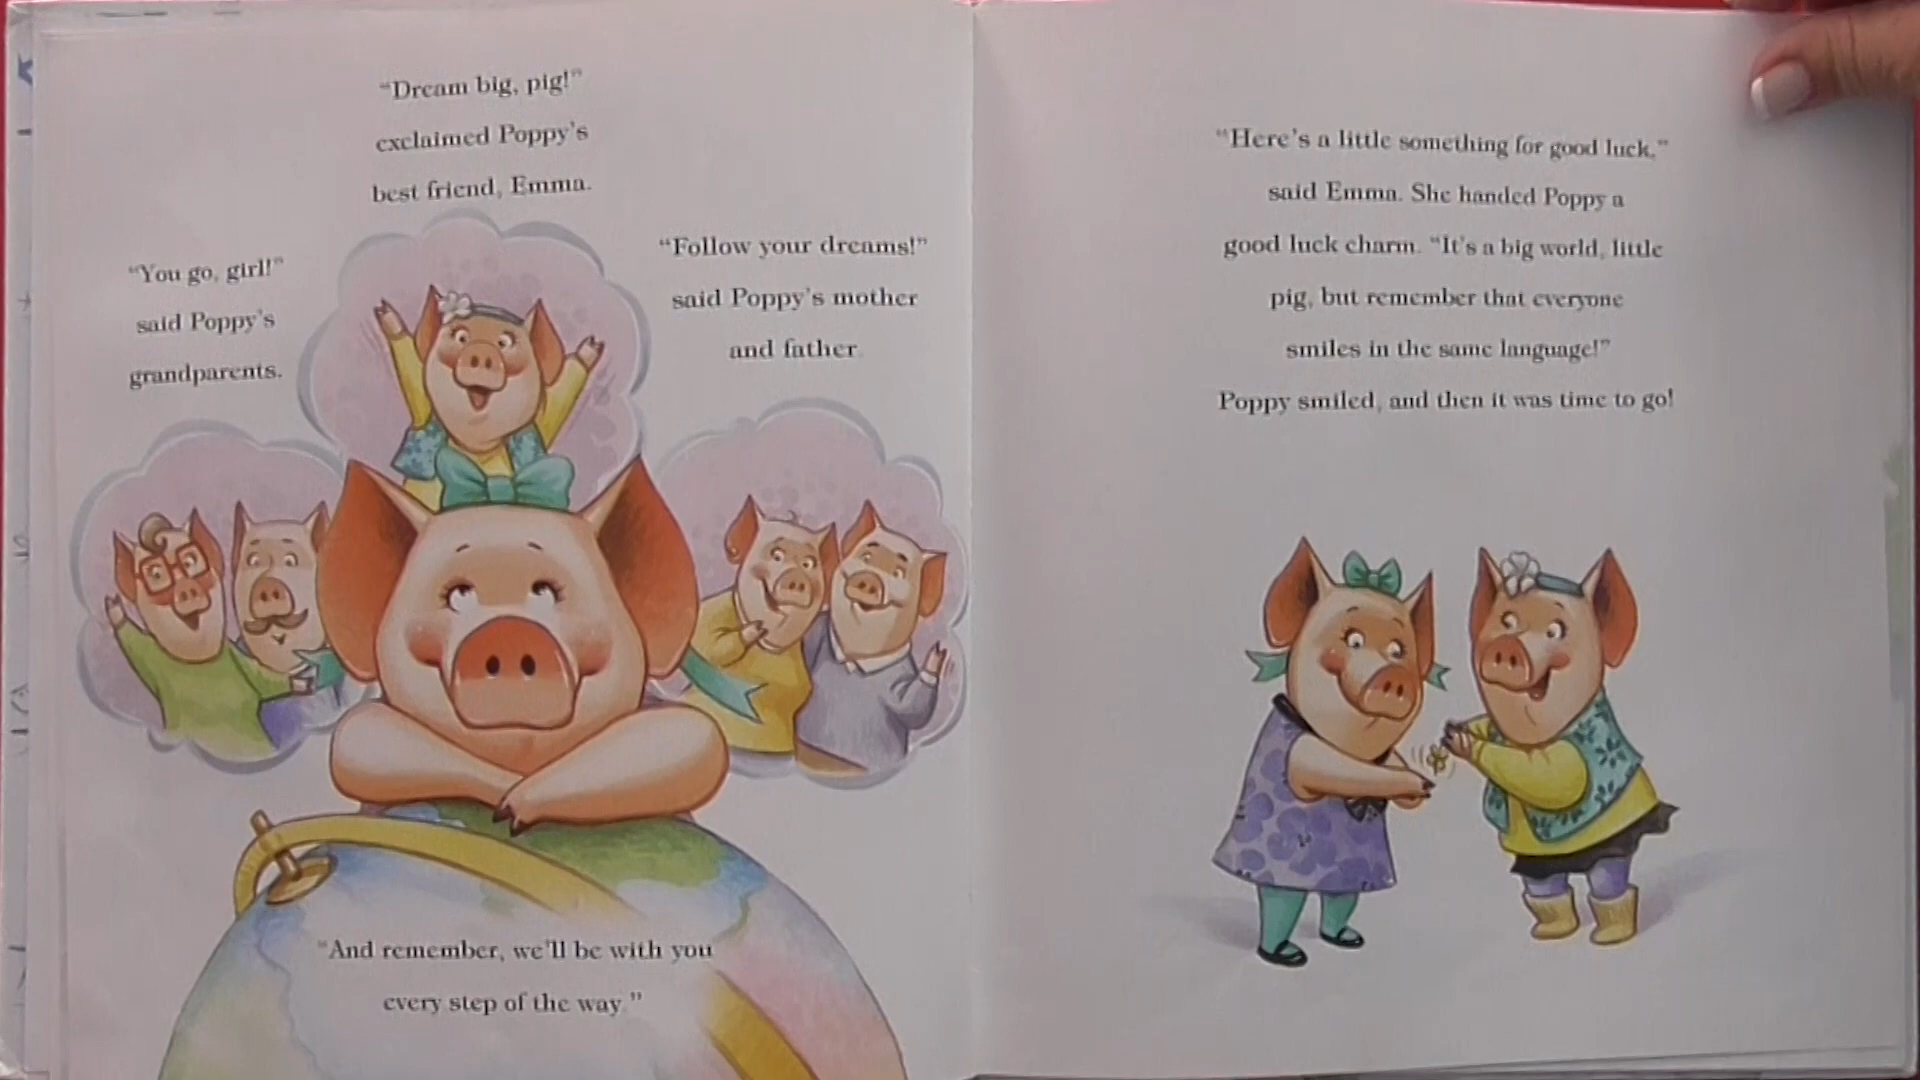 “Dream big, pig!”
exclaimed Poppy’s
best friend, Emma.
“You go, girl!”
said Poppy’s
grandparents.
“Follow your dreams!”
said Poppy’s mother
and father.
“And remember, we’ll be with you
every step of the way.”
“Here’s a little something for good luck,”
said Emma. She handed Poppy a
good luck charm. “It’s a big world, little
pig, but remember that everyone
smiles in the same language!”
Poppy smiled, and then it was time to go!